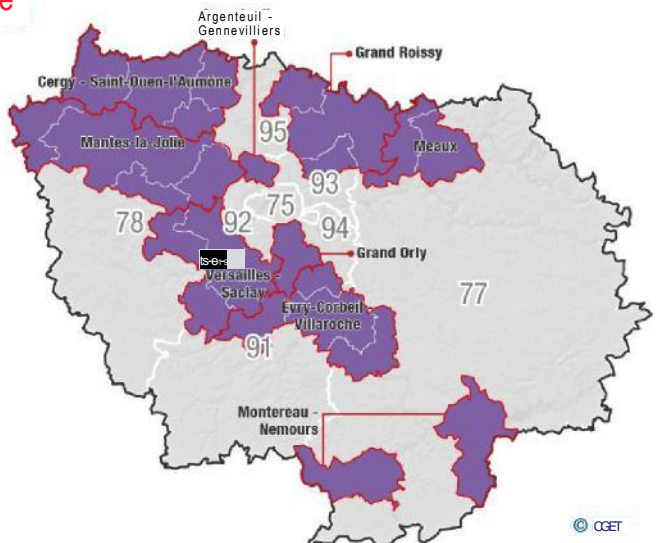 e
Argenteuil -
Gennevilliers
Grand Roissy
Cergy - Saint-Ouen-l'Aumône
95
Mantes-la-Jolie
Meaux
93
75
78
92
94
Grand Orly
Versailles -
Saclay
77
Evry-Corbeil -
Villaroche
91
Montereau -
Nemours
© CGET